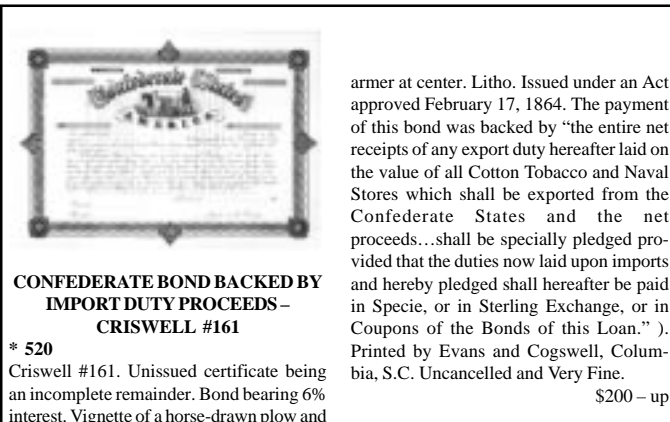 Confederate States
AMERICA
CONFEDERATE BOND BACKED BY
IMPORT DUTY PROCEEDS –
CRISWELL #161
* 520
Criswell #161. Unissued certificate being
an incomplete remainder. Bond bearing 6%
interest. Vignette of a horse-drawn plow and
armer at center. Litho. Issued under an Act
approved February 17, 1864. The payment
of this bond was backed by “the entire net
receipts of any export duty hereafter laid on
the value of all Cotton Tobacco and Naval
Stores which shall be exported from the
Confederate States and the net
proceeds…shall be specially pledged pro-
vided that the duties now laid upon imports
and hereby pledged shall hereafter be paid
in Specie, or in Sterling Exchange, or in
Coupons of the Bonds of this Loan.” ).
Printed by Evans and Cogswell, Colum-
bia, S.C. Uncancelled and Very Fine.
$200 – up